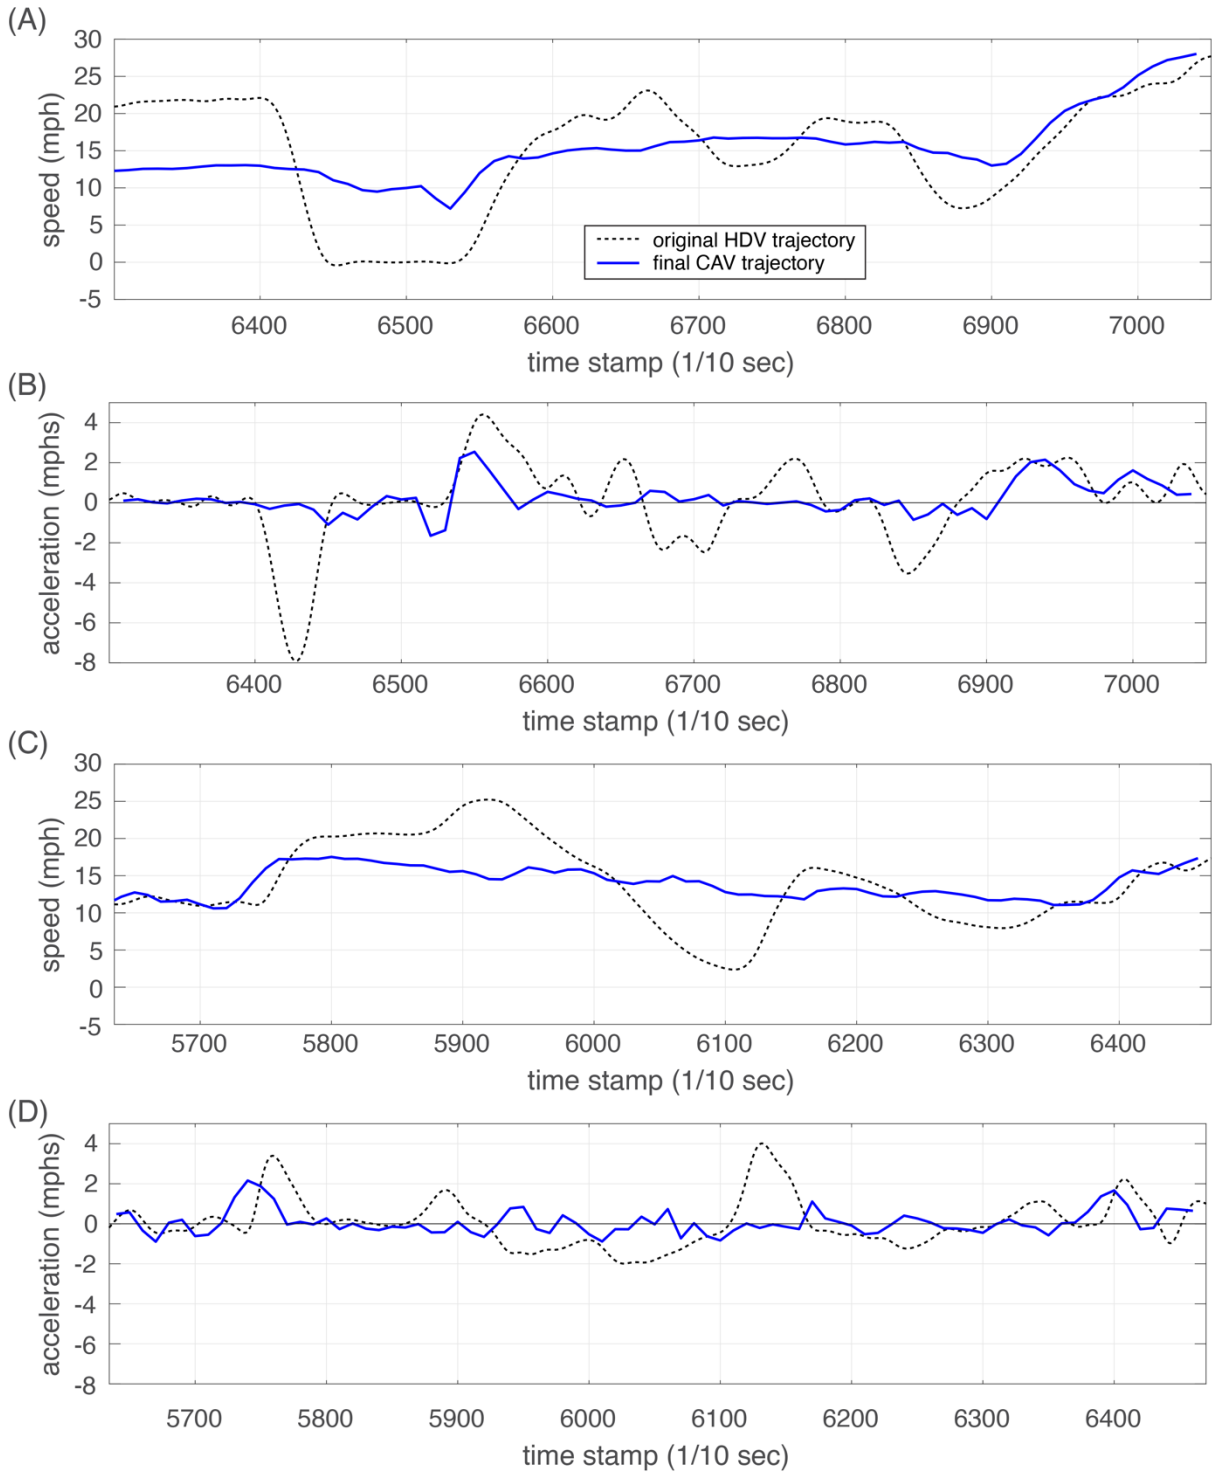 (A)
30
25
20
15
10
5
0
-5
speed (mph)
original HDV trajectory
final CAV trajectory
6400 6500 6600 6700 6800 6900 7000
time stamp (1/10 sec)
(B)
4
2
0
-2
-4
-6
-8
acceleration (mphs)
6400 6500 6600 6700 6800 6900 7000
time stamp (1/10 sec)
(C)
30
25
20
15
10
5
0
-5
speed (mph)
5700 5800 5900 6000 6100 6200 6300 6400
time stamp (1/10 sec)
(D)
4
2
0
-2
-4
-6
-8
acceleration (mphs)
5700 5800 5900 6000 6100 6200 6300 6400
time stamp (1/10 sec)